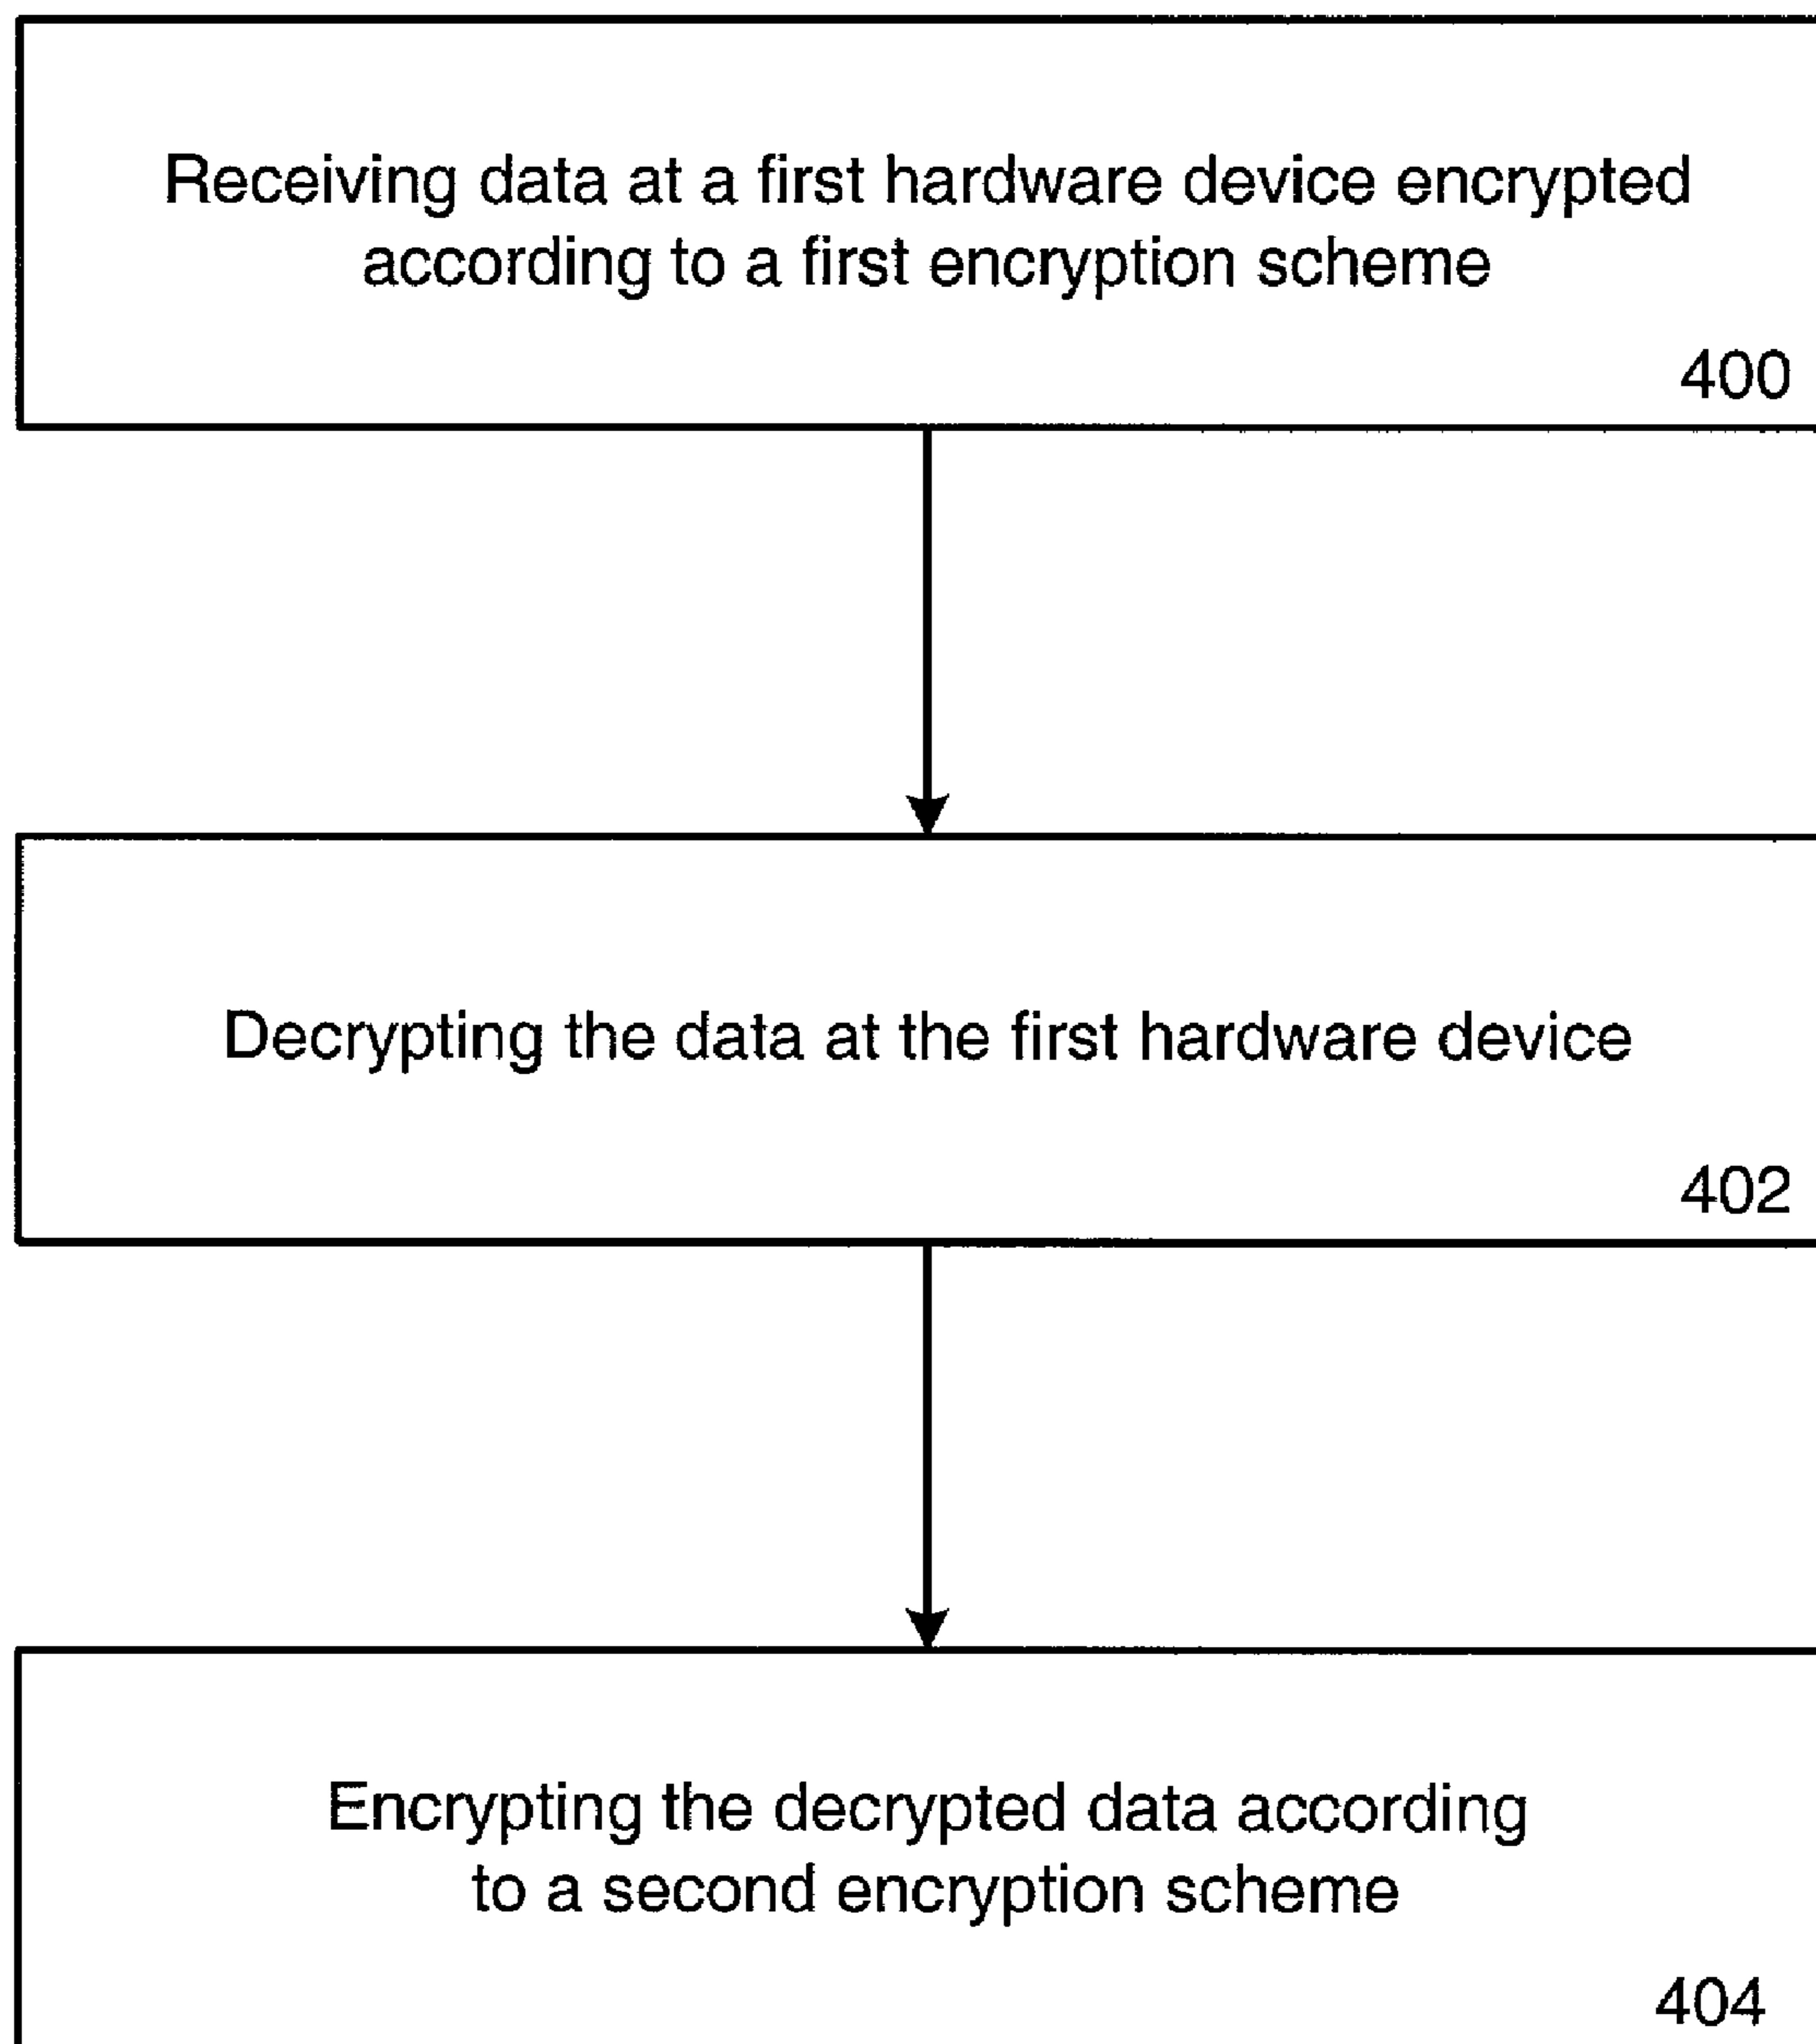 Receiving data at a first hardware device encrypted
according to a first encryption scheme
400
Decrypting the data at the first hardware device
402
Encrypting the decrypted data according
to a second encryption scheme
404